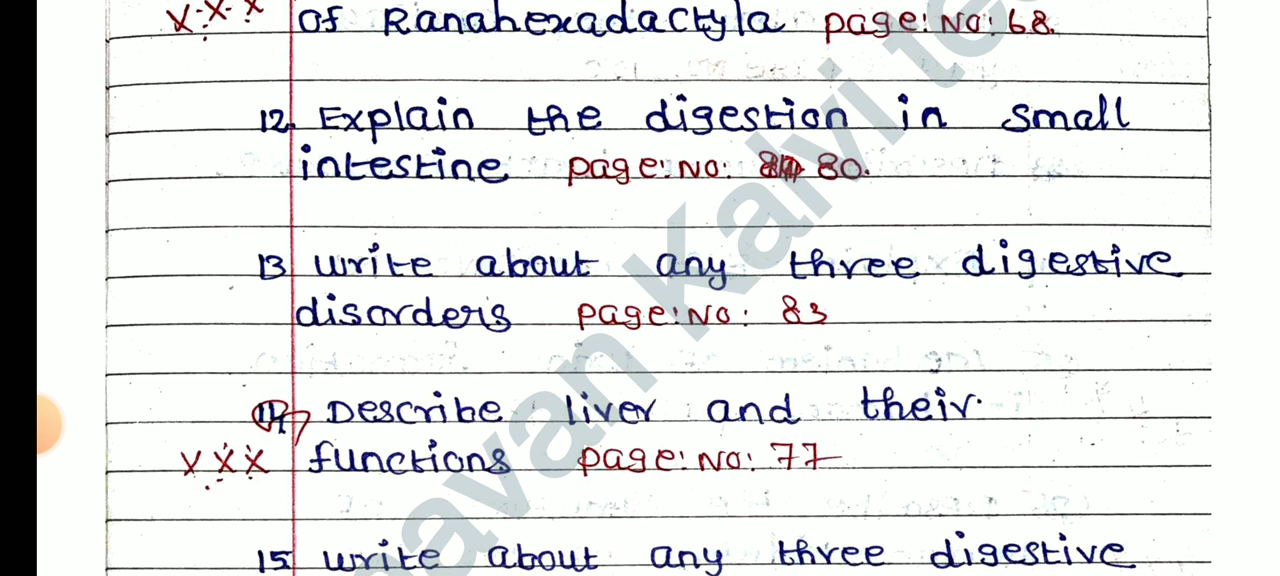 of Ranahexadactyla page: No: 68.
12. Explain the digestion in small
intestine page: No: 80.
13 write about any three digestive
disorders page: No: 83
14 Describe liver and their
functions page: No: 77
15 write about any three digestive